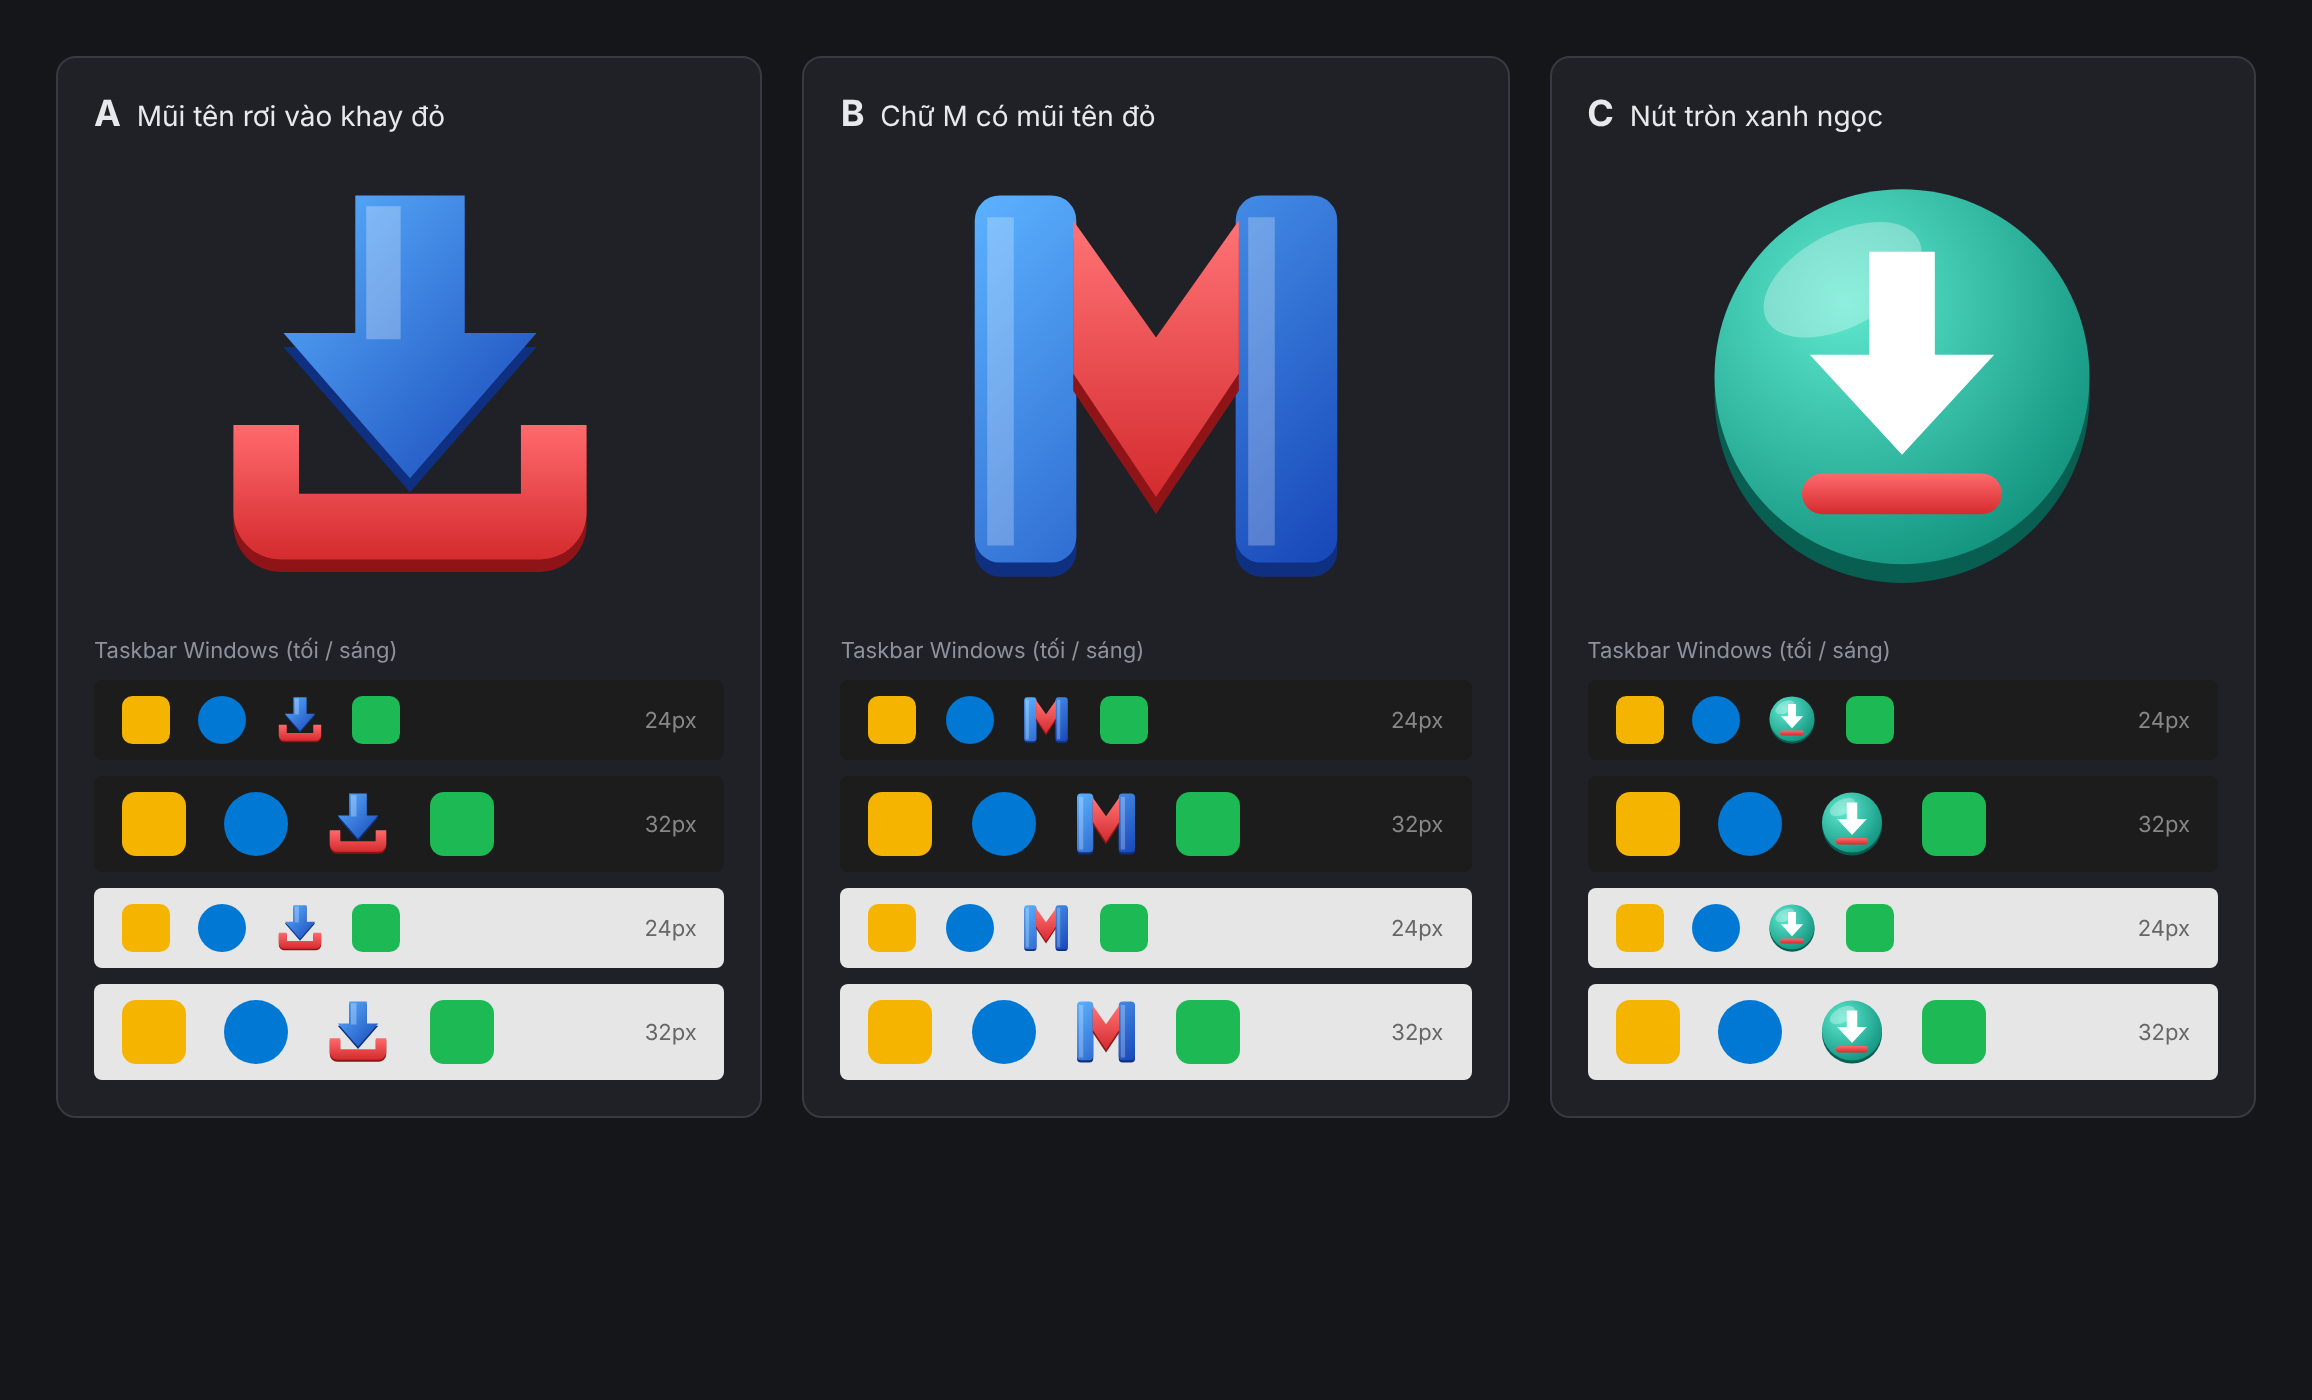 A Mũi tên rơi vào khay đỏ
Taskbar Windows (tối / sáng)
24px
32px
24px
32px
B Chữ M có mũi tên đỏ
Taskbar Windows (tối / sáng)
24px
32px
24px
32px
C Nút tròn xanh ngọc
Taskbar Windows (tối / sáng)
24px
32px
24px
32px